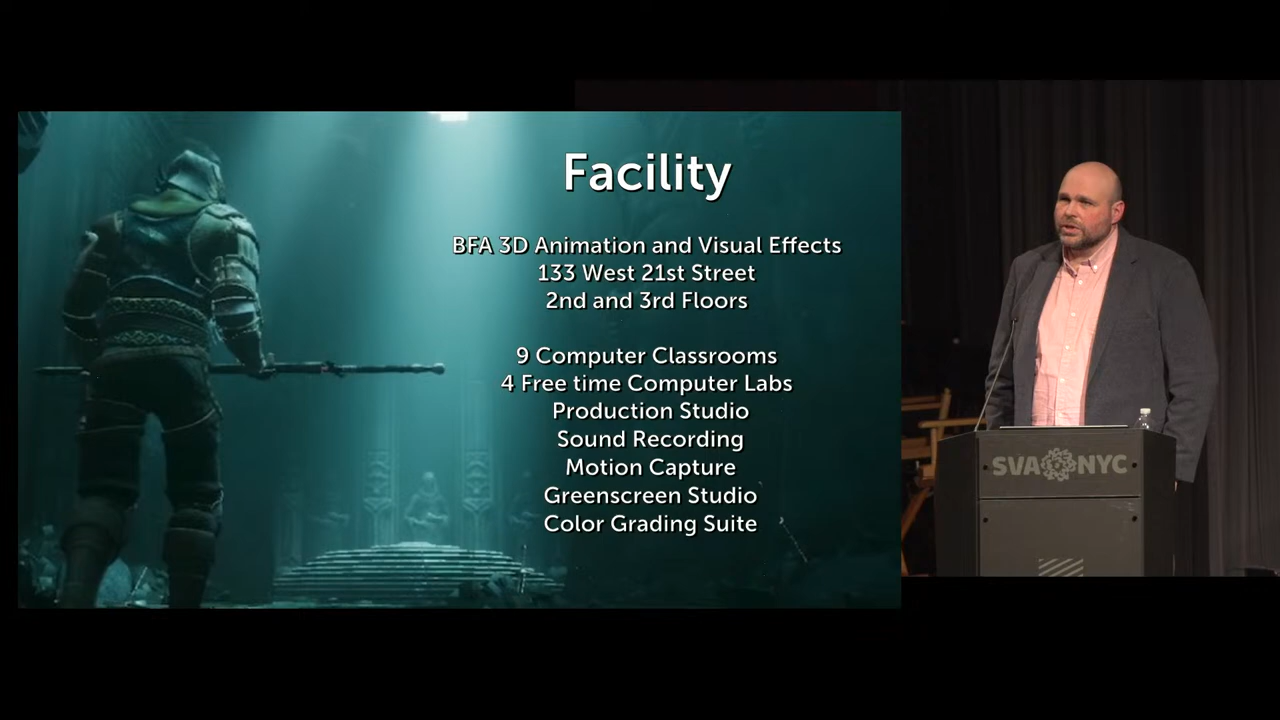 Facility
BFA 3D Animation and Visual Effects
133 West 21st Street
2nd and 3rd Floors
9 Computer Classrooms
4 Free time Computer Labs
Production Studio
Sound Recording
Motion Capture
Greenscreen Studio
Color Grading Suite
SVA NYC